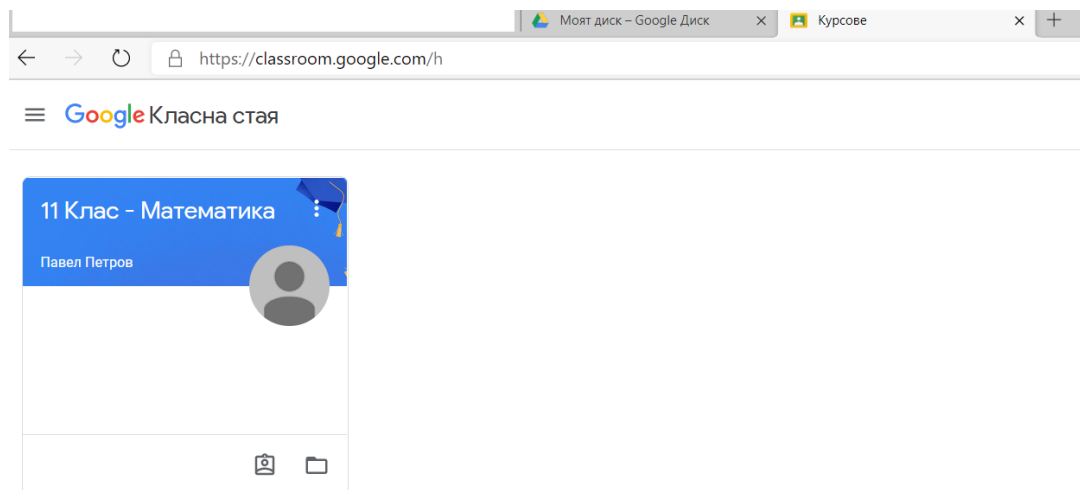 Моят диск – Google Диск
Курсове
https://classroom.google.com/h
Google Класна стая
11 Клас - Математика
Павел Петров